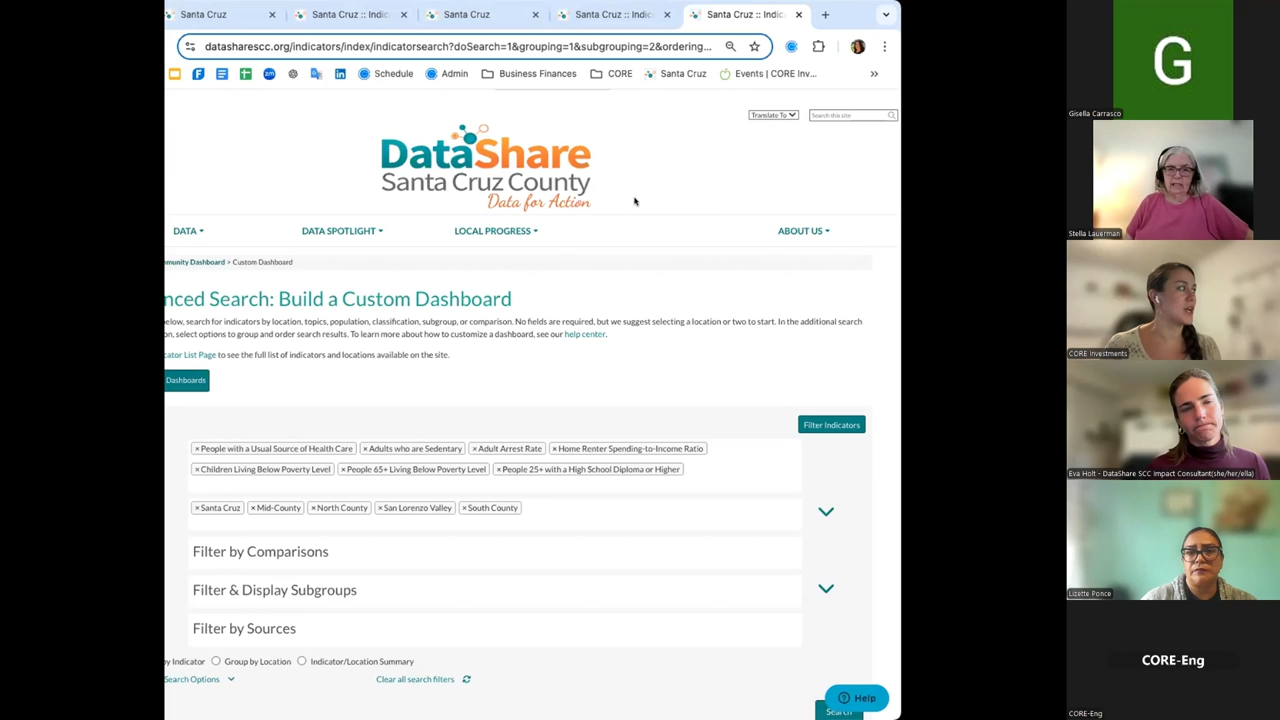 Santa Cruz
Santa Cruz :: Indic
Santa Cruz
Santa Cruz :: Indic
Santa Cruz :: Indic
datasharescc.org/indicators/index/indicatorsearch?doSearch=1&grouping=1&subgrouping=2&ordering...
Schedule
Admin
Business Finances
CORE
Santa Cruz
Events | CORE Inv...
Translate To
Search this site
DataShare
Santa Cruz County
Data for Action
DATA
DATA SPOTLIGHT
LOCAL PROGRESS
ABOUT US
munity Dashboard > Custom Dashboard
nced Search: Build a Custom Dashboard
below, search for indicators by location, topics, population, classification, subgroup, or comparison. No fields are required, but we suggest selecting a location or two to start. In the additional search
n, select options to group and order search results. To learn more about how to customize a dashboard, see our help center.
cator List Page to see the full list of indicators and locations available on the site.
Dashboards
Filter Indicators
×People with a Usual Source of Health Care ×Adults who are Sedentary ×Adult Arrest Rate ×Home Renter Spending-to-Income Ratio
×Children Living Below Poverty Level ×People 65+ Living Below Poverty Level ×People 25+ with a High School Diploma or Higher
×Santa Cruz ×Mid-County ×North County ×San Lorenzo Valley ×South County
Filter by Comparisons
Filter & Display Subgroups
Filter by Sources
by Indicator Group by Location Indicator/Location Summary
Search Options
Clear all search filters
Help
Search
G
Gisella Carrasco
Stella Lauerman
CORE Investments
Eva Holt - DataShare SCC Impact Consultant(she/her/ella)
Lizette Ponce
CORE-Eng
CORE-Eng